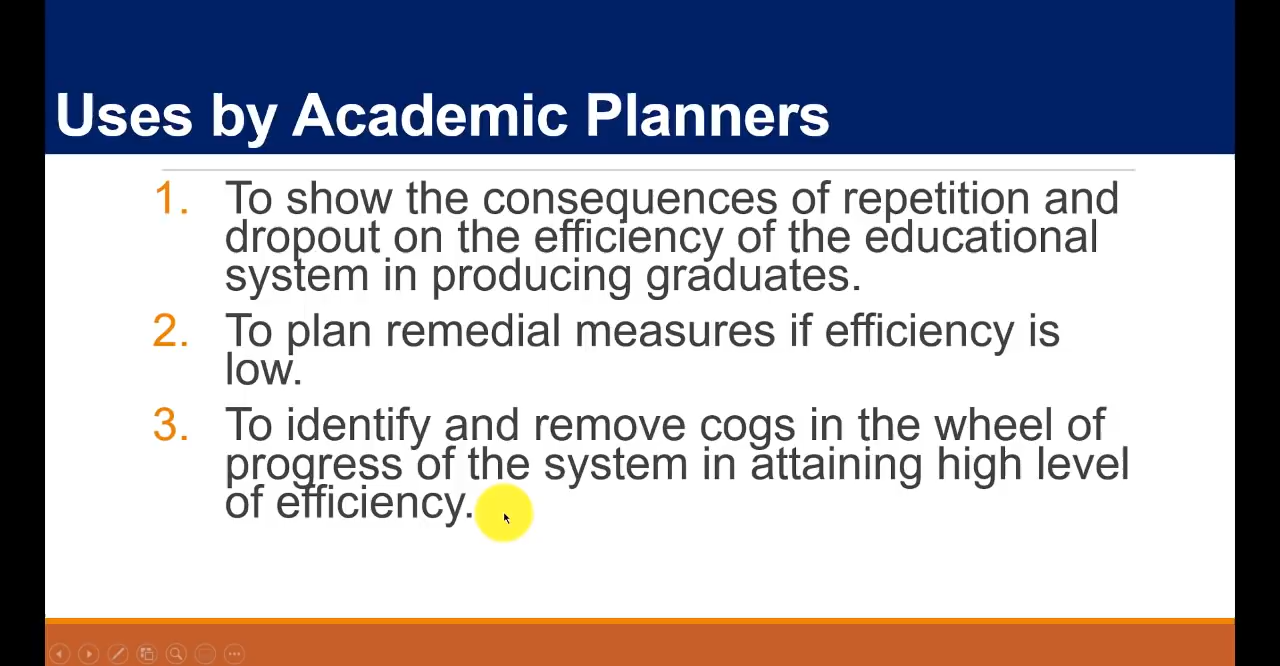 Uses by Academic Planners
1. To show the consequences of repetition and
dropout on the efficiency of the educational
system in producing graduates.
2. To plan remedial measures if efficiency is
low.
3. To identify and remove cogs in the wheel of
progress of the system in attaining high level
of efficiency.